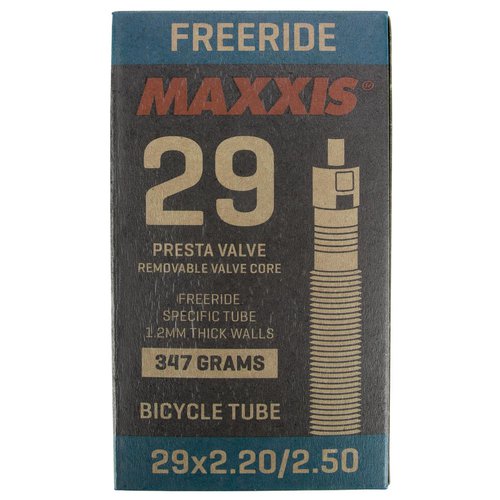 FREERIDE
MAXXIS®
29
PRESTA VALVE
REMOVABLE VALVE CORE
FREERIDE
SPECIFIC TUBE
1.2MM THICK WALLS
347 GRAMS
BICYCLE TUBE
29x2.20/2.50